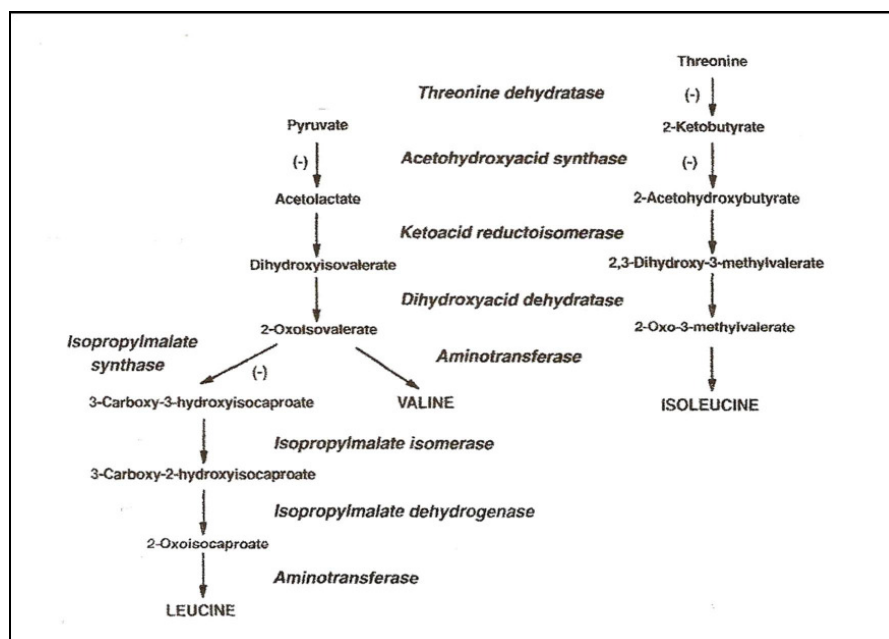 Threonine
Threonine dehydratase
(-)
Pyruvate
2-Ketobutyrate
(-)
Acetohydroxyacid synthase
(-)
Acetolactate
2-Acetohydroxybutyrate
Ketoacid reductoisomerase
Dihydroxyisovalerate
2,3-Dihydroxy-3-methylvalerate
Dihydroxyacid dehydratase
2-Oxoisovalerate
2-Oxo-3-methylvalerate
Isopropylmalate
synthase
Aminotransferase
(-)
3-Carboxy-3-hydroxyisocaproate
VALINE
ISOLEUCINE
Isopropylmalate isomerase
3-Carboxy-2-hydroxyisocaproate
Isopropylmalate dehydrogenase
2-Oxoisocaproate
Aminotransferase
LEUCINE